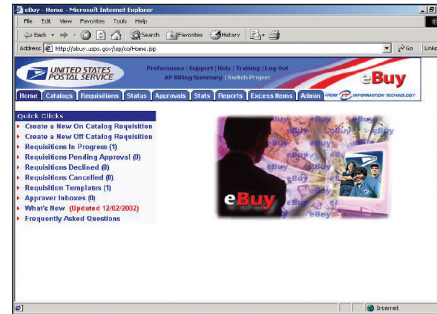 eBuy - Home - Microsoft Internet Explorer
File Edit View Favorites Tools Help
Back Search Favorites History
Address http://ebuy.usps.gov/jsp/co/Home.jsp Go Links
UNITED STATES
POSTAL SERVICE
Preferences | Support | Help | Training | Log Out
AP Billing Summary | Switch Project
eBuy
Home Catalogs Requisitions Status Approvals Stats Reports Excess Items Admin FROM IT INFORMATION TECHNOLOGY
Quick Clicks
Create a New On Catalog Requisition
Create a New Off Catalog Requisition
Requisitions In Progress (1)
Requisitions Pending Approval (0)
Requisitions Declined (0)
Requisitions Cancelled (0)
Requisition Templates (1)
Approver Inboxes (0)
What's New (Updated 12/02/2002)
Frequently Asked Questions
eBuy
Internet